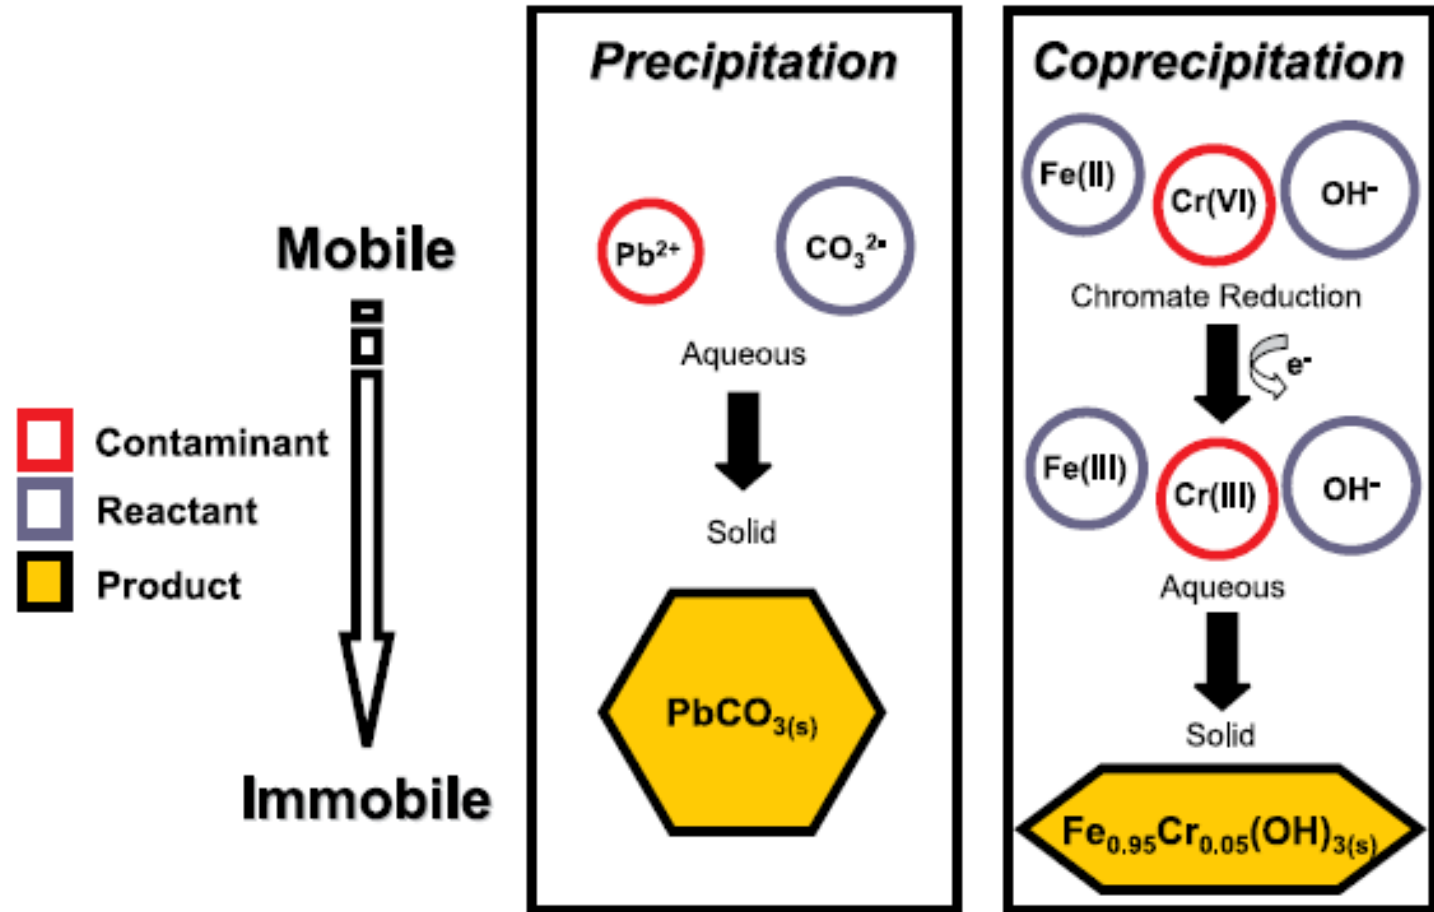 Precipitation
Pb²⁺
CO₃²⁻
Aqueous
Solid
PbCO₃₍ₛ₎
Coprecipitation
Fe(II)
Cr(VI)
OH⁻
Chromate Reduction
e⁻
Fe(III)
Cr(III)
OH⁻
Aqueous
Solid
Fe₀.₉₅Cr₀.₀₅(OH)₃₍ₛ₎
Mobile
Immobile
Contaminant
Reactant
Product